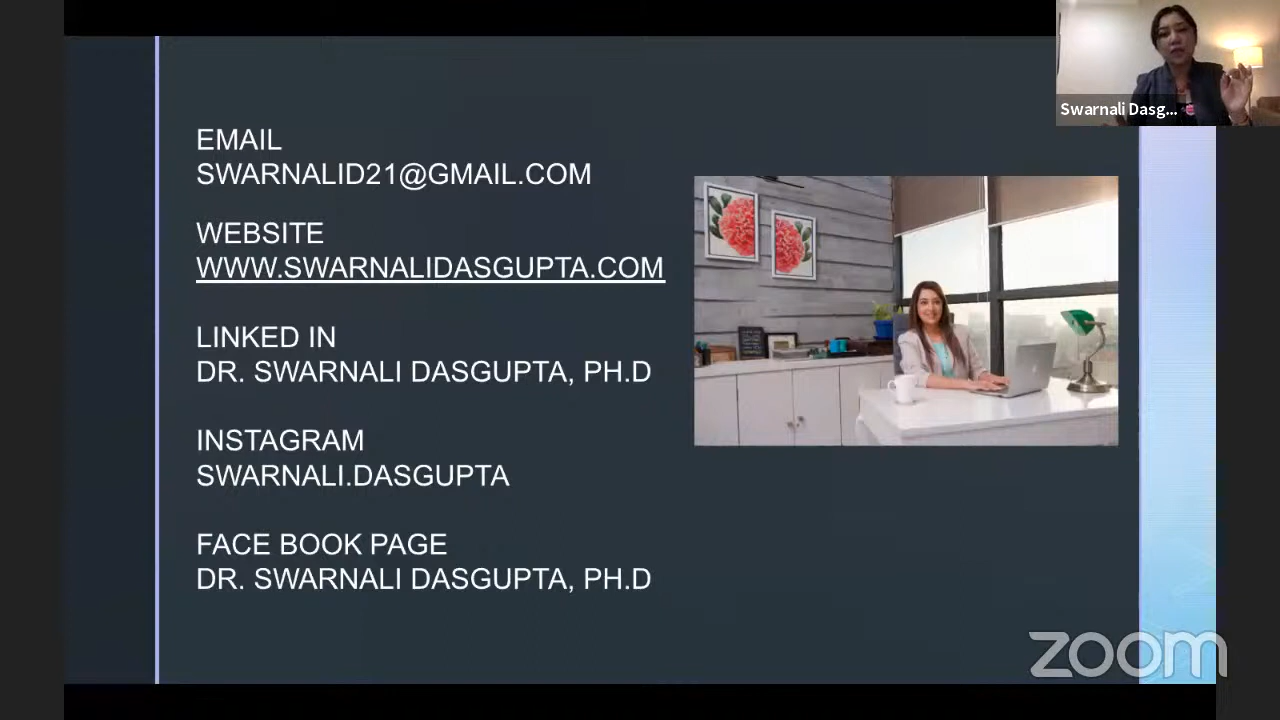 EMAIL
SWARNALID21@GMAIL.COM
WEBSITE
WWW.SWARNALIDASGUPTA.COM
LINKED IN
DR. SWARNALI DASGUPTA, PH.D
INSTAGRAM
SWARNALI.DASGUPTA
FACE BOOK PAGE
DR. SWARNALI DASGUPTA, PH.D
Swarnali Dasg...
zoom